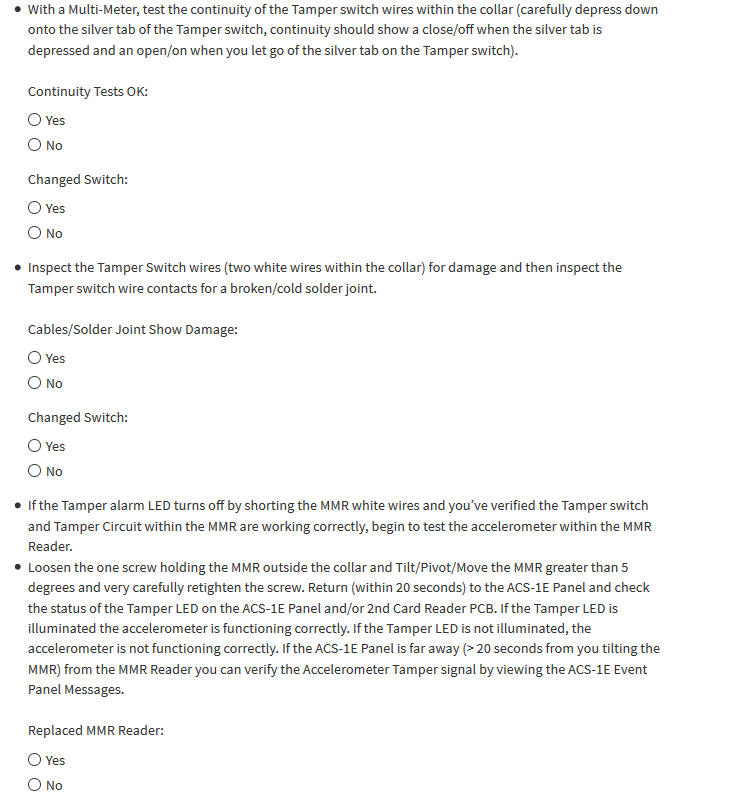 • With a Multi-Meter, test the continuity of the Tamper switch wires within the collar (carefully depress down
onto the silver tab of the Tamper switch, continuity should show a close/off when the silver tab is
depressed and an open/on when you let go of the silver tab on the Tamper switch).
Continuity Tests OK:
Yes
No
Changed Switch:
Yes
No
• Inspect the Tamper Switch wires (two white wires within the collar) for damage and then inspect the
Tamper switch wire contacts for a broken/cold solder joint.
Cables/Solder Joint Show Damage:
Yes
No
Changed Switch:
Yes
No
• If the Tamper alarm LED turns off by shorting the MMR white wires and you've verified the Tamper switch
and Tamper Circuit within the MMR are working correctly, begin to test the accelerometer within the MMR
Reader.
• Loosen the one screw holding the MMR outside the collar and Tilt/Pivot/Move the MMR greater than 5
degrees and very carefully retighten the screw. Return (within 20 seconds) to the ACS-1E Panel and check
the status of the Tamper LED on the ACS-1E Panel and/or 2nd Card Reader PCB. If the Tamper LED is
illuminated the accelerometer is functioning correctly. If the Tamper LED is not illuminated, the
accelerometer is not functioning correctly. If the ACS-1E Panel is far away (> 20 seconds from you tilting the
MMR) from the MMR Reader you can verify the Accelerometer Tamper signal by viewing the ACS-1E Event
Panel Messages.
Replaced MMR Reader:
Yes
No